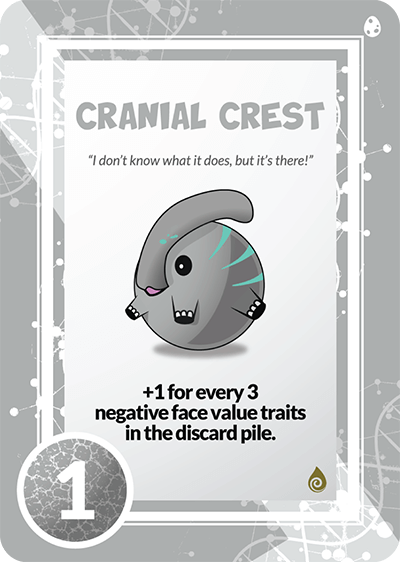 CRANIAL CREST
“I don’t know what it does, but it’s there!”
+1 for every 3
negative face value traits
in the discard pile.
1